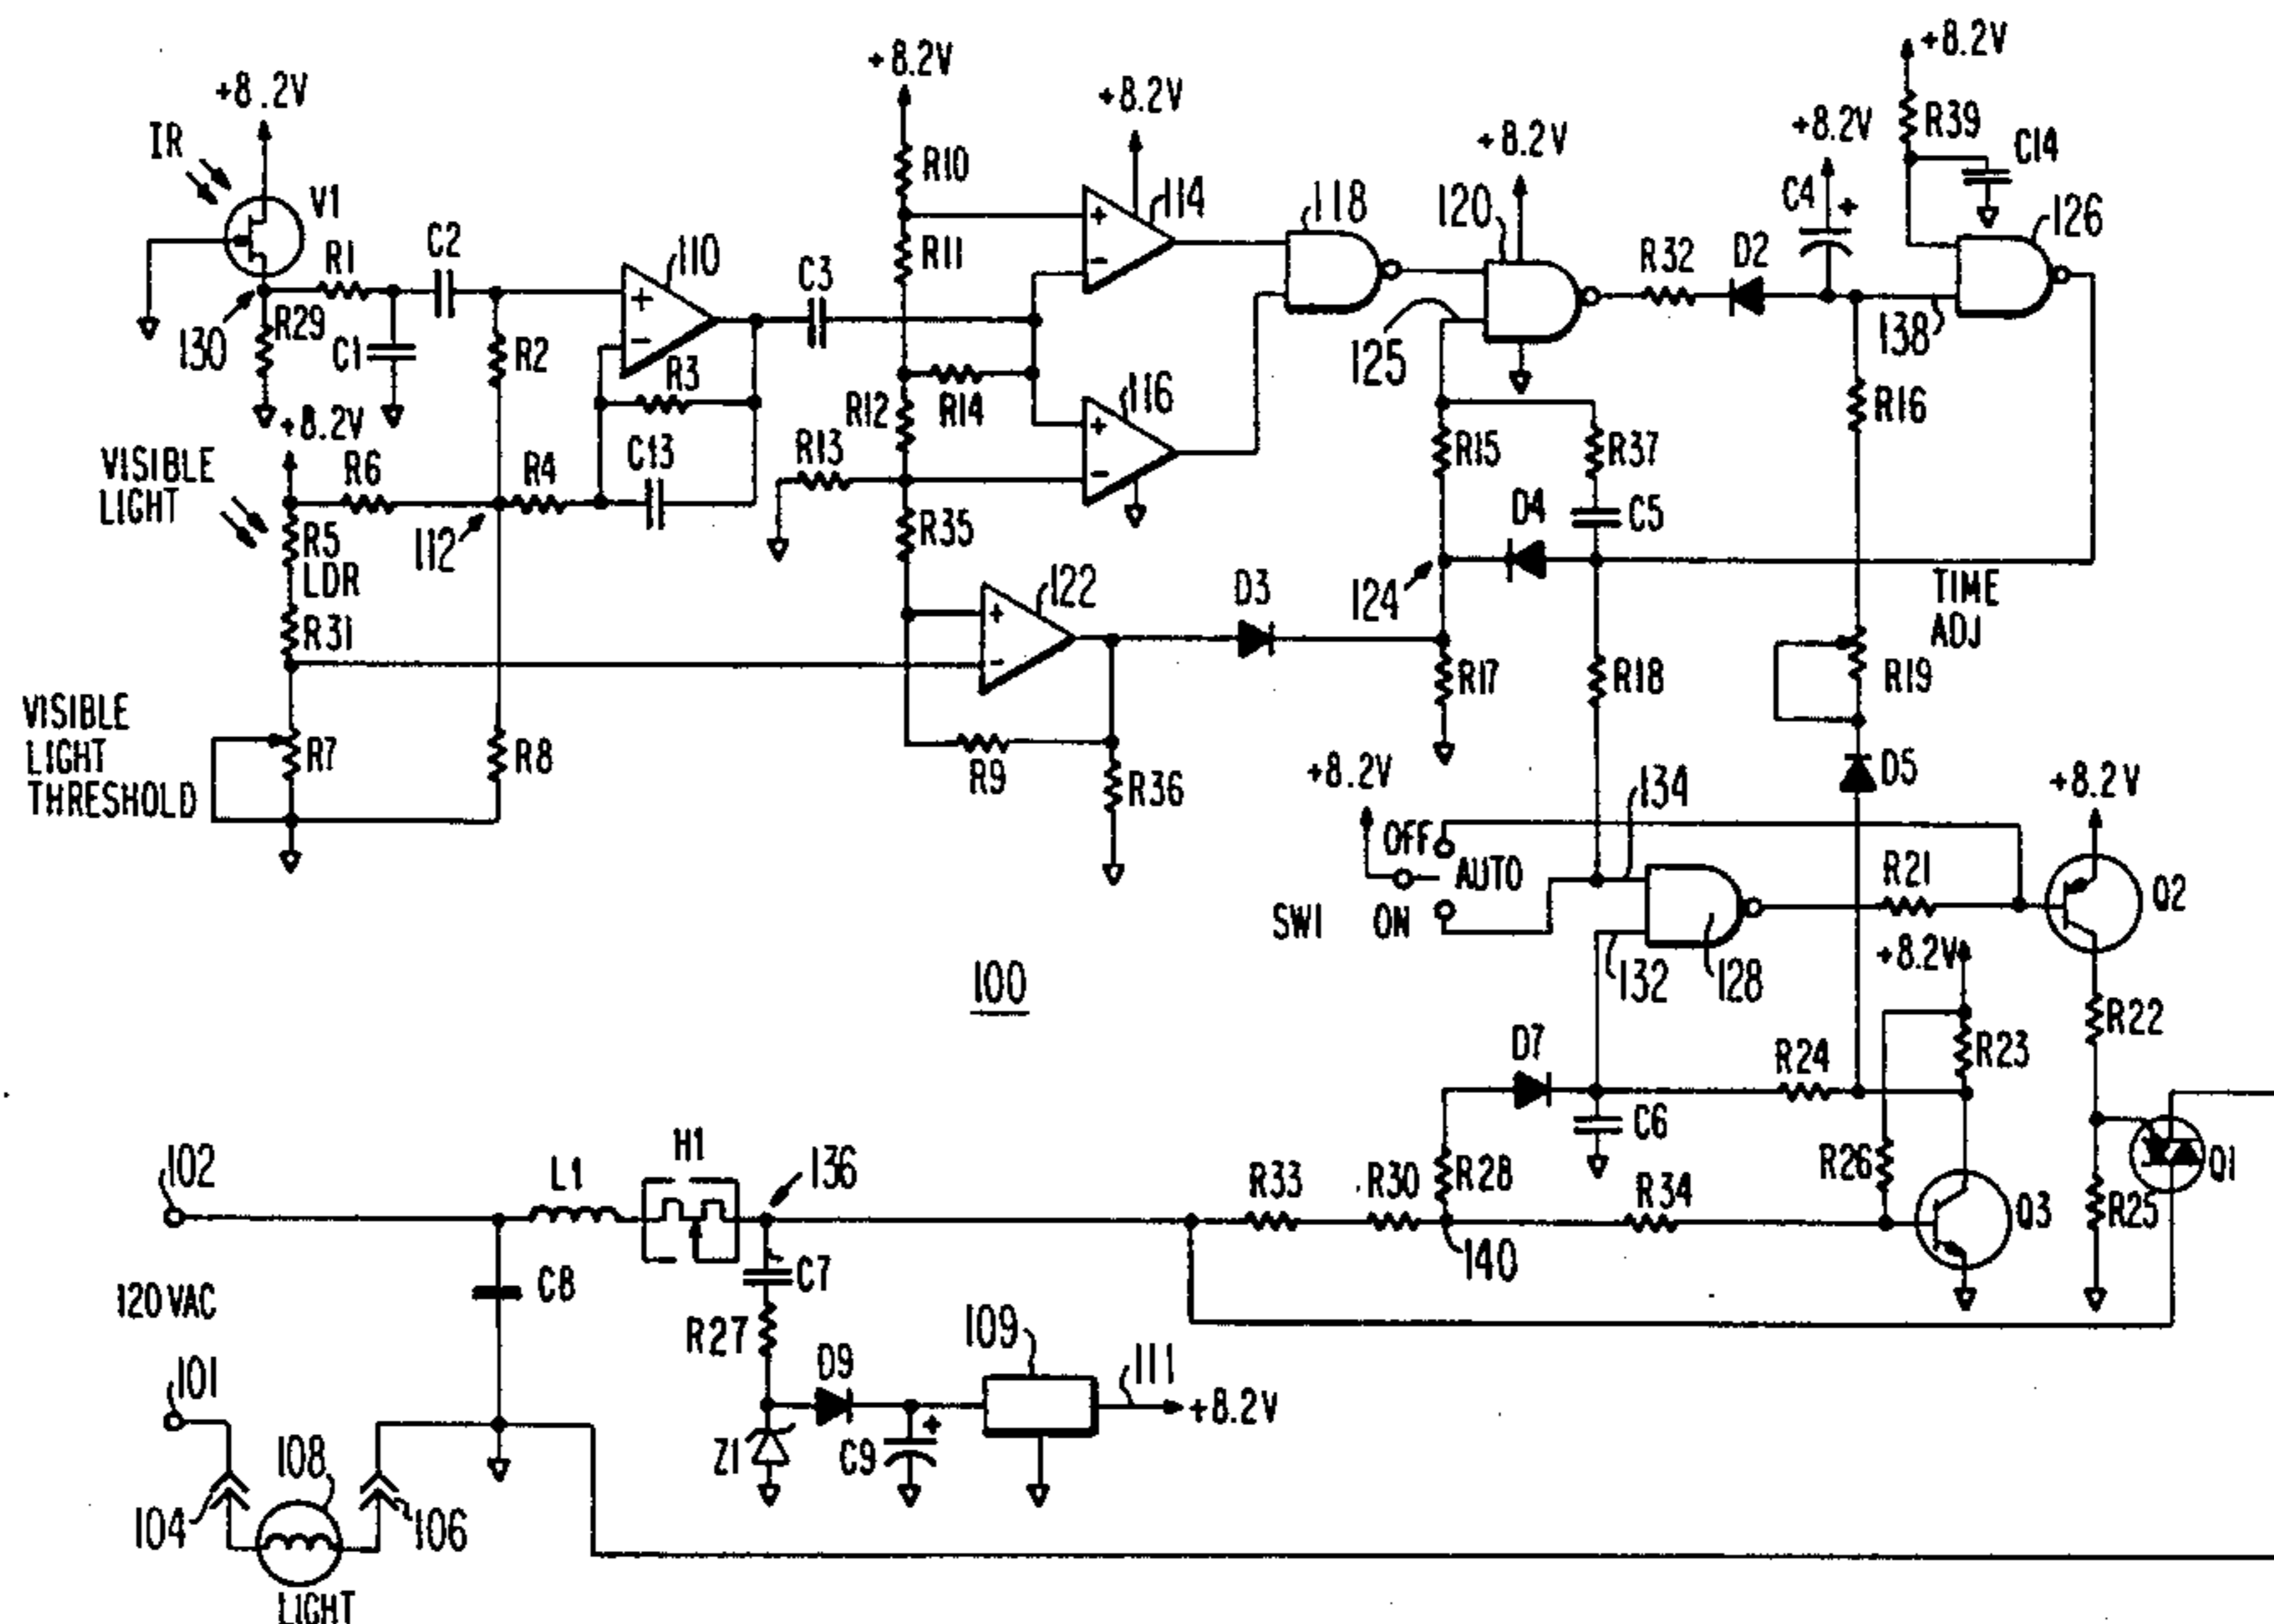 +8.2V
IR
V1
130
R29
R1
C1
C2
R2
110
R3
C13
C3
+8.2V
VISIBLE
LIGHT
R5
LDR
R6
R4
112
R31
VISIBLE
LIGHT
THRESHOLD
R7
R8
+8.2V
R10
R11
R12
R14
R13
R35
+8.2V
114
116
118
122
R9
R36
D3
+8.2V
120
125
R15
R37
C5
D4
124
R17
R18
R32
D2
+8.2V
C4
+
+8.2V
R39
C14
126
138
R16
TIME
ADJ
R19
D5
+8.2V
OFF
AUTO
SW1
ON
134
132
128
R21
+8.2V
Q2
+8.2V
R22
R23
R24
R26
R25
Q1
Q3
D7
C6
R28
140
R33
R30
R34
100
102
L1
H1
136
C8
C7
R27
120 VAC
101
104
108
106
LIGHT
Z1
D9
C9
+
109
111
+8.2V
+
-
+
-
+
-
+
-